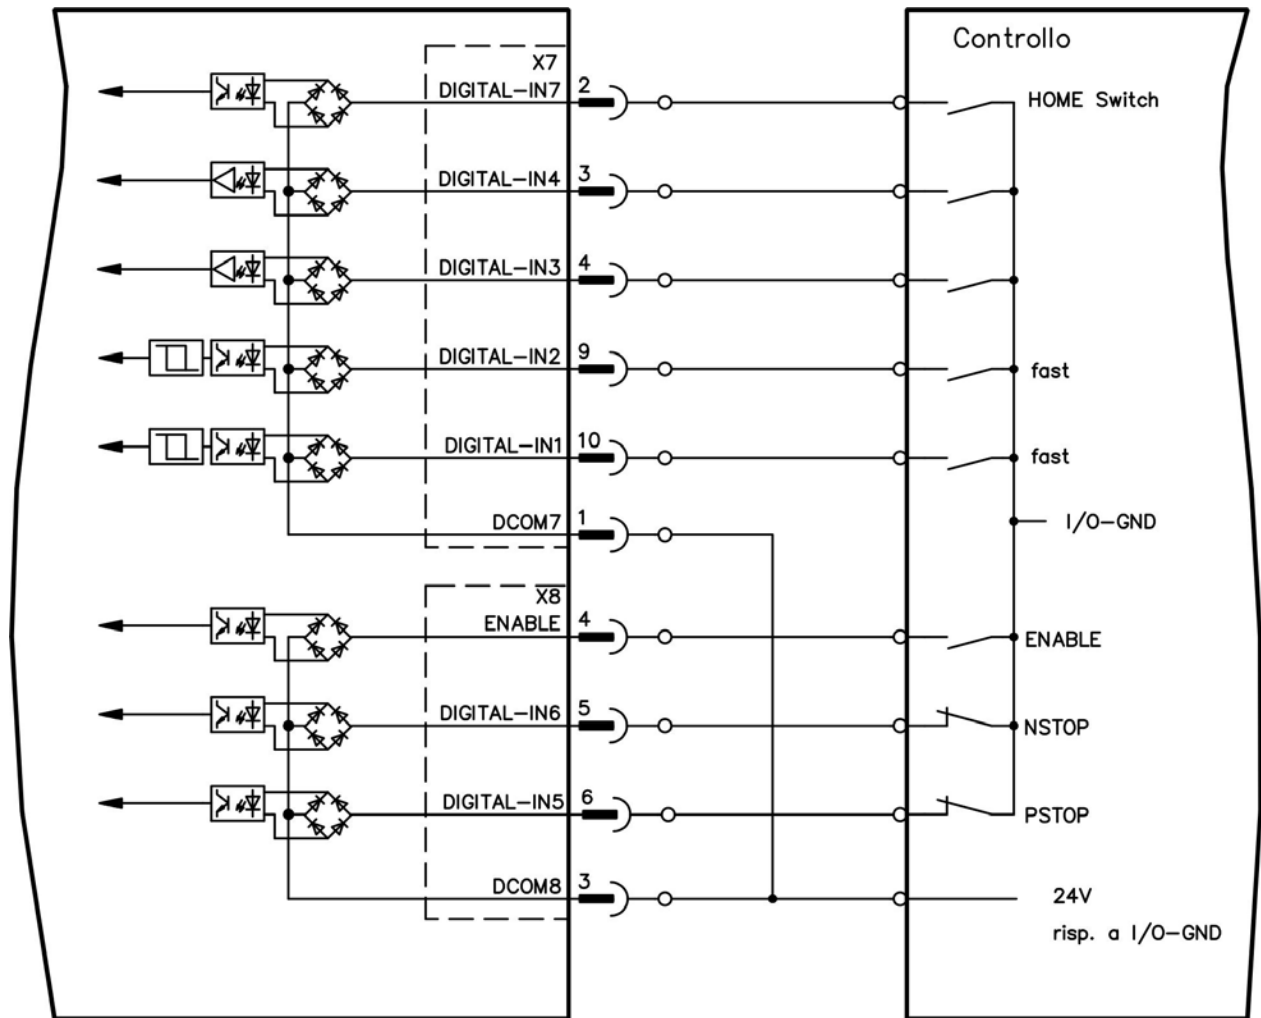 Controllo
X7
DIGITAL-IN7 2 HOME Switch
DIGITAL-IN4 3
DIGITAL-IN3 4
DIGITAL-IN2 9 fast
DIGITAL-IN1 10 fast
DCOM7 1 I/O-GND
X8
ENABLE 4 ENABLE
DIGITAL-IN6 5 NSTOP
DIGITAL-IN5 6 PSTOP
DCOM8 3 24V
risp. a I/O-GND